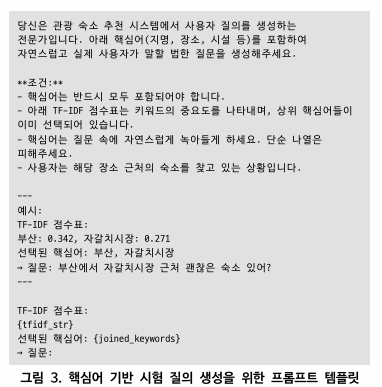 당신은 관광 숙소 추천 시스템에서 사용자 질의를 생성하는
전문가입니다. 아래 핵심어(지명, 장소, 시설 등)를 포함하여
자연스럽고 실제 사용자가 말할 법한 질문을 생성해주세요.

**조건:**
- 핵심어는 반드시 모두 포함되어야 합니다.
- 아래 TF-IDF 점수표는 키워드의 중요도를 나타내며, 상위 핵심어들이
이미 선택되어 있습니다.
- 핵심어는 질문 속에 자연스럽게 녹아들게 하세요. 단순 나열은
피해주세요.
- 사용자는 해당 장소 근처의 숙소를 찾고 있는 상황입니다.

---
예시:
TF-IDF 점수표:
부산: 0.342, 자갈치시장: 0.271
선택된 핵심어: 부산, 자갈치시장
→ 질문: 부산에서 자갈치시장 근처 괜찮은 숙소 있어?
---

TF-IDF 점수표:
{tfidf_str}
선택된 핵심어: {joined_keywords}
→ 질문:
그림 3. 핵심어 기반 시험 질의 생성을 위한 프롬프트 템플릿